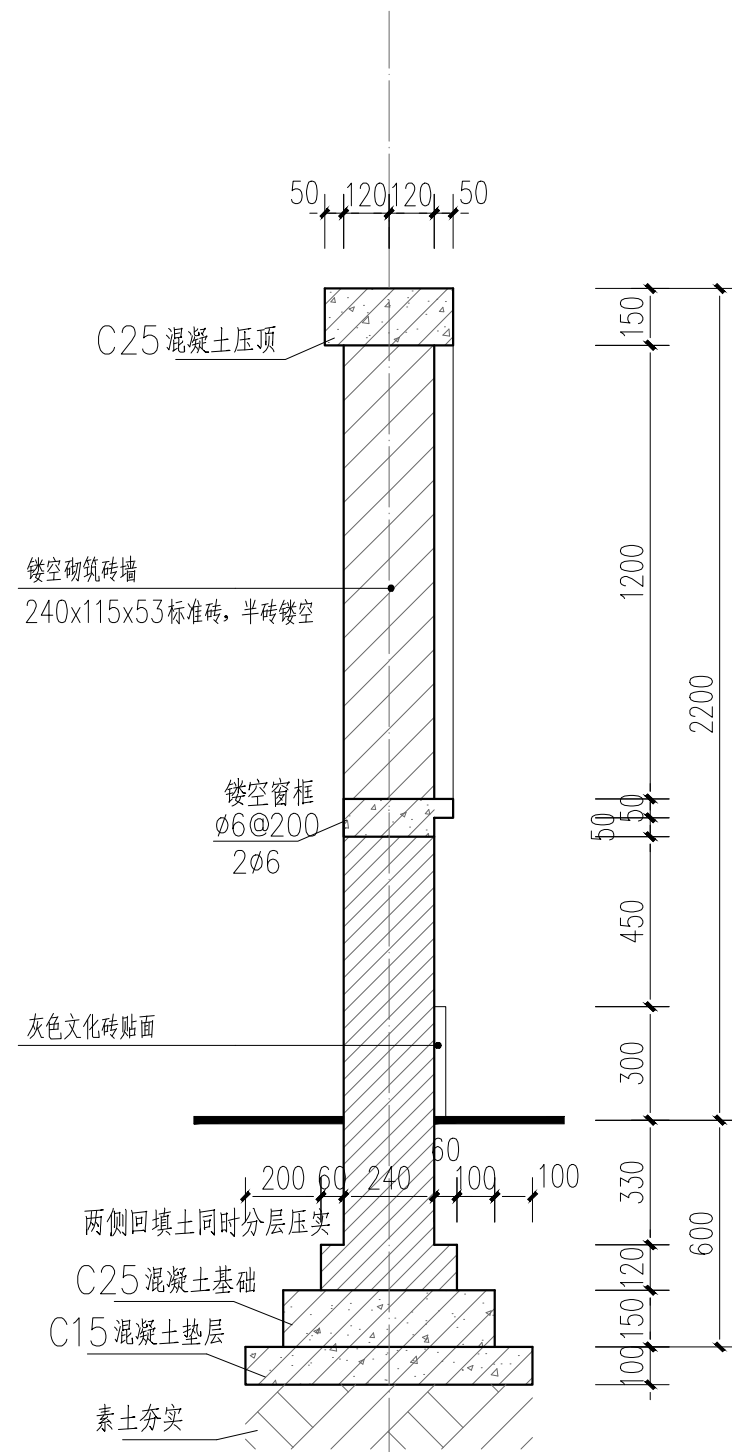 50 120 120 50
150
C25混凝土压顶
1200
镂空砌筑砖墙
240x115x53标准砖，半砖镂空
2200
镂空窗框
ø6@200
2ø6
50
50
450
灰色文化砖贴面
300
60
200 60 240 100 100
330
两侧回填土同时分层压实
600
120
C25混凝土基础
150
C15混凝土垫层
100
素土夯实